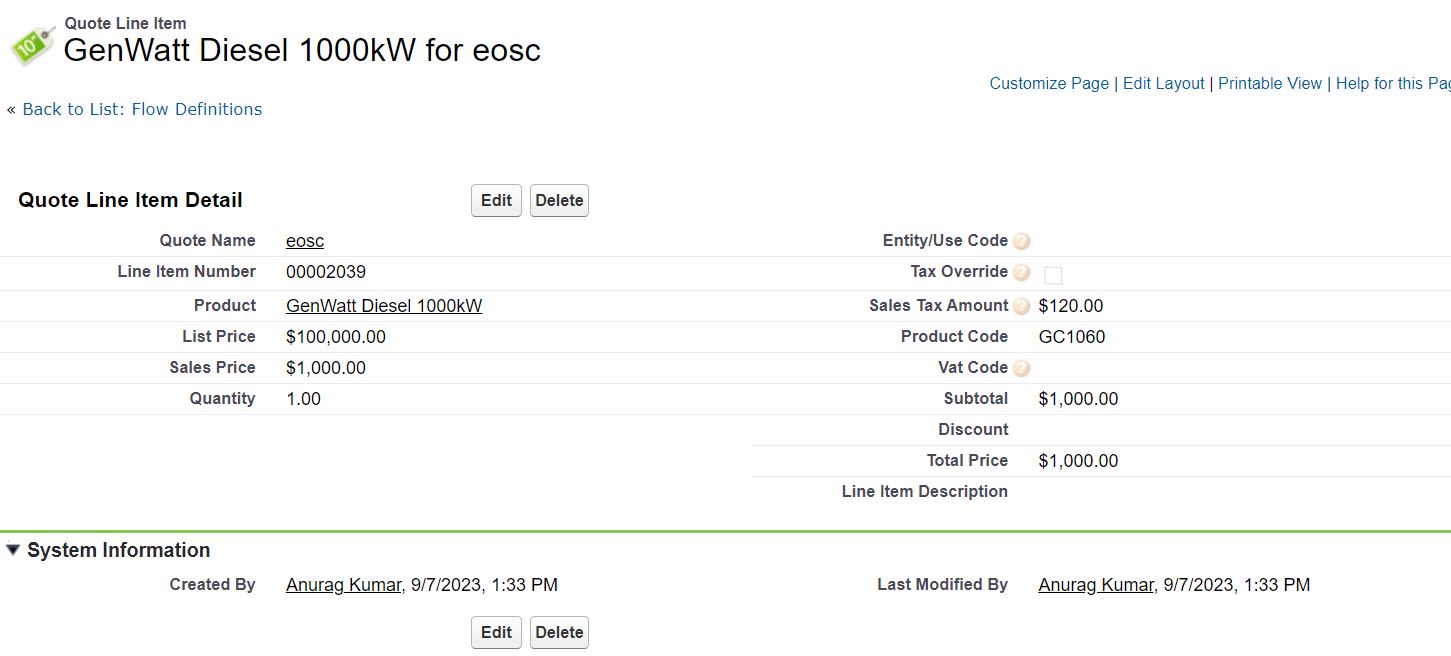 Quote Line Item
GenWatt Diesel 1000kW for eosc
Customize Page | Edit Layout | Printable View | Help for this Pag
« Back to List: Flow Definitions
Quote Line Item Detail
Edit Delete
Quote Name eosc Entity/Use Code ?
Line Item Number 00002039 Tax Override ?
Product GenWatt Diesel 1000kW Sales Tax Amount ? $120.00
List Price $100,000.00 Product Code GC1060
Sales Price $1,000.00 Vat Code ?
Quantity 1.00 Subtotal $1,000.00
Discount
Total Price $1,000.00
Line Item Description
System Information
Created By Anurag Kumar, 9/7/2023, 1:33 PM Last Modified By Anurag Kumar, 9/7/2023, 1:33 PM
Edit Delete